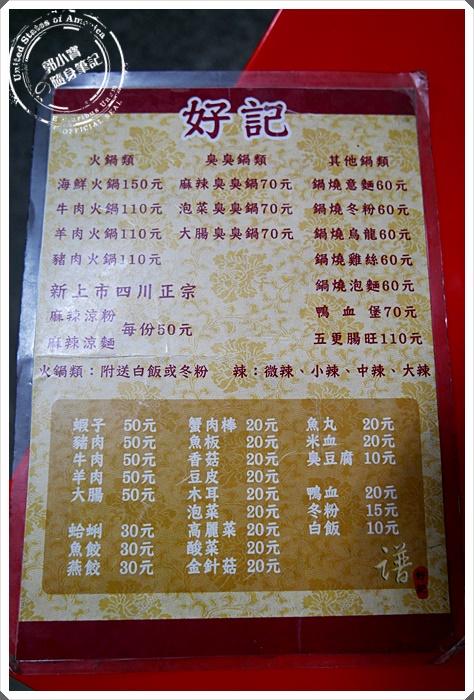 United States of America
郭小寶
の隨身筆記
好記
火鍋類 臭臭鍋類 其他鍋類
海鮮火鍋150元 麻辣臭臭鍋70元 鍋燒意麵60元
牛肉火鍋110元 泡菜臭臭鍋70元 鍋燒冬粉60元
羊肉火鍋110元 大腸臭臭鍋70元 鍋燒烏龍60元
豬肉火鍋110元 鍋燒雞絲60元
鍋燒泡麵60元
新上市四川正宗
鴨血煲70元
麻辣涼粉
麻辣涼麵 每份50元
五更腸旺110元
火鍋類：附送白飯或冬粉 辣：微辣、小辣、中辣、大辣
蝦子 50元 蟹肉棒 20元 魚丸 20元
豬肉 50元 魚板 20元 米血 20元
牛肉 50元 香菇 20元 臭豆腐 10元
羊肉 50元 豆皮 20元
大腸 50元 木耳 20元 鴨血 20元
泡菜 20元 冬粉 15元
蛤蜊 30元 高麗菜 20元 白飯 10元
魚餃 30元 酸菜 20元
燕餃 30元 金針菇 20元
譜